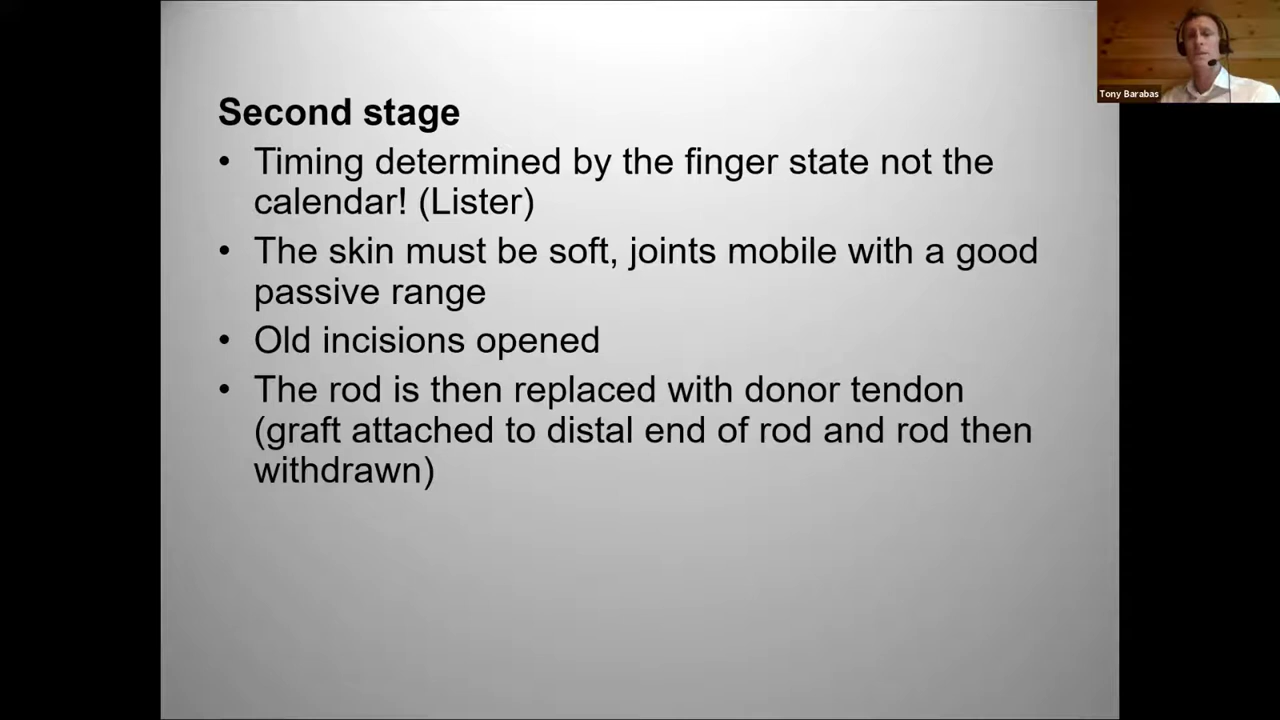 Second stage
• Timing determined by the finger state not the
calendar! (Lister)
• The skin must be soft, joints mobile with a good
passive range
• Old incisions opened
• The rod is then replaced with donor tendon
(graft attached to distal end of rod and rod then
withdrawn)
Tony Barabas